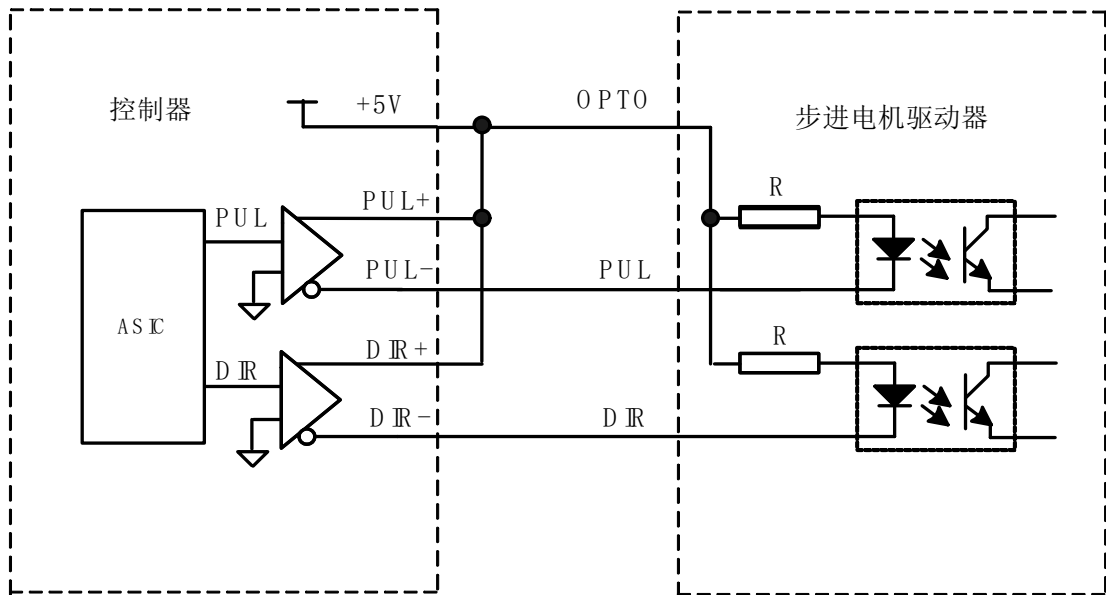 控制器
+5V
OPTO
步进电机驱动器
PUL
PUL+
R
PUL-
PUL
ASIC
DIR+
R
DIR
DIR-
DIR